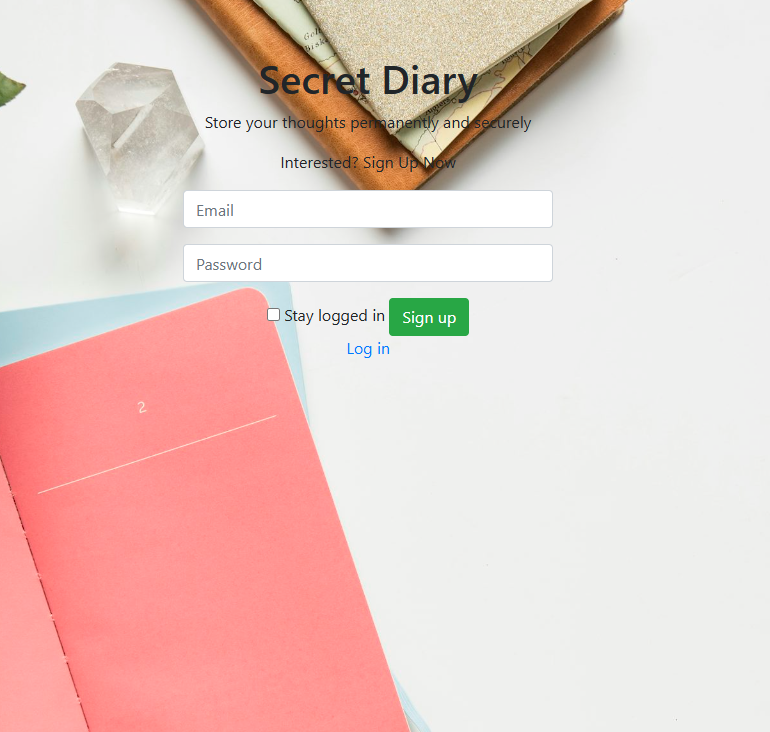 Secret Diary
Store your thoughts permanently and securely
Interested? Sign Up Now
Email
Password
Stay logged in Sign up
Log in
2